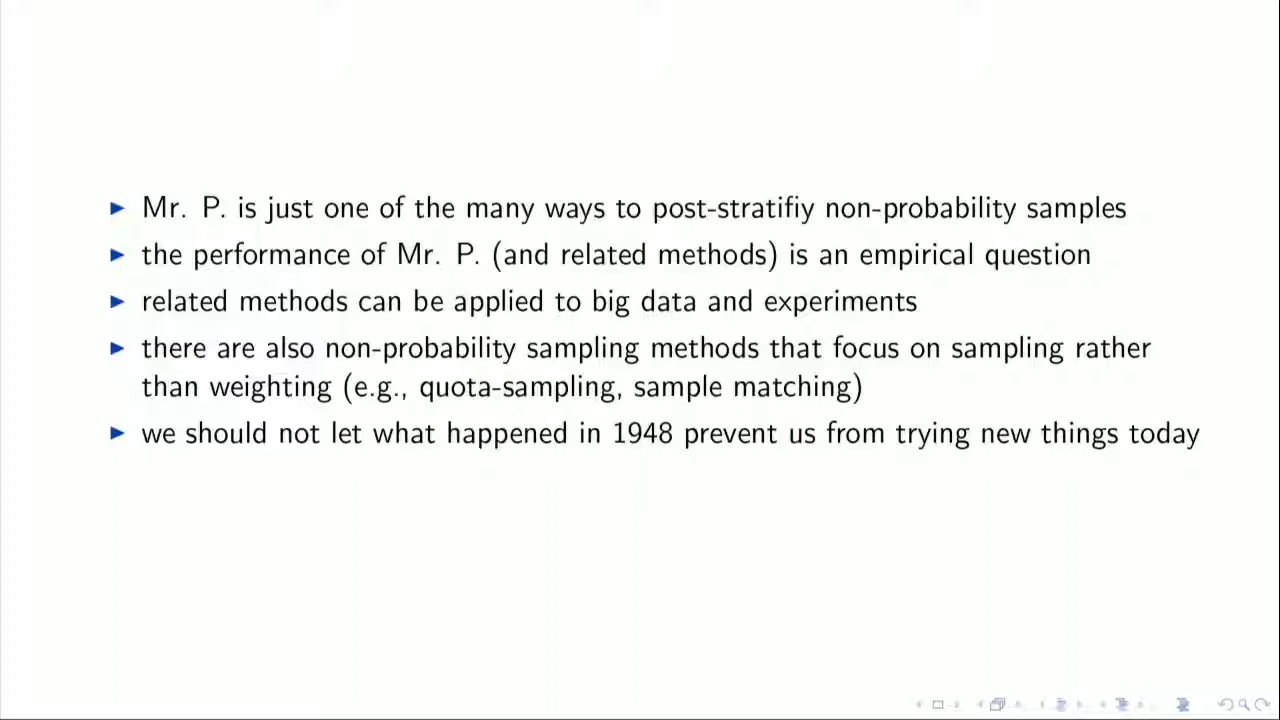 ▶ Mr. P. is just one of the many ways to post-stratifiy non-probability samples
▶ the performance of Mr. P. (and related methods) is an empirical question
▶ related methods can be applied to big data and experiments
▶ there are also non-probability sampling methods that focus on sampling rather
than weighting (e.g., quota-sampling, sample matching)
▶ we should not let what happened in 1948 prevent us from trying new things today